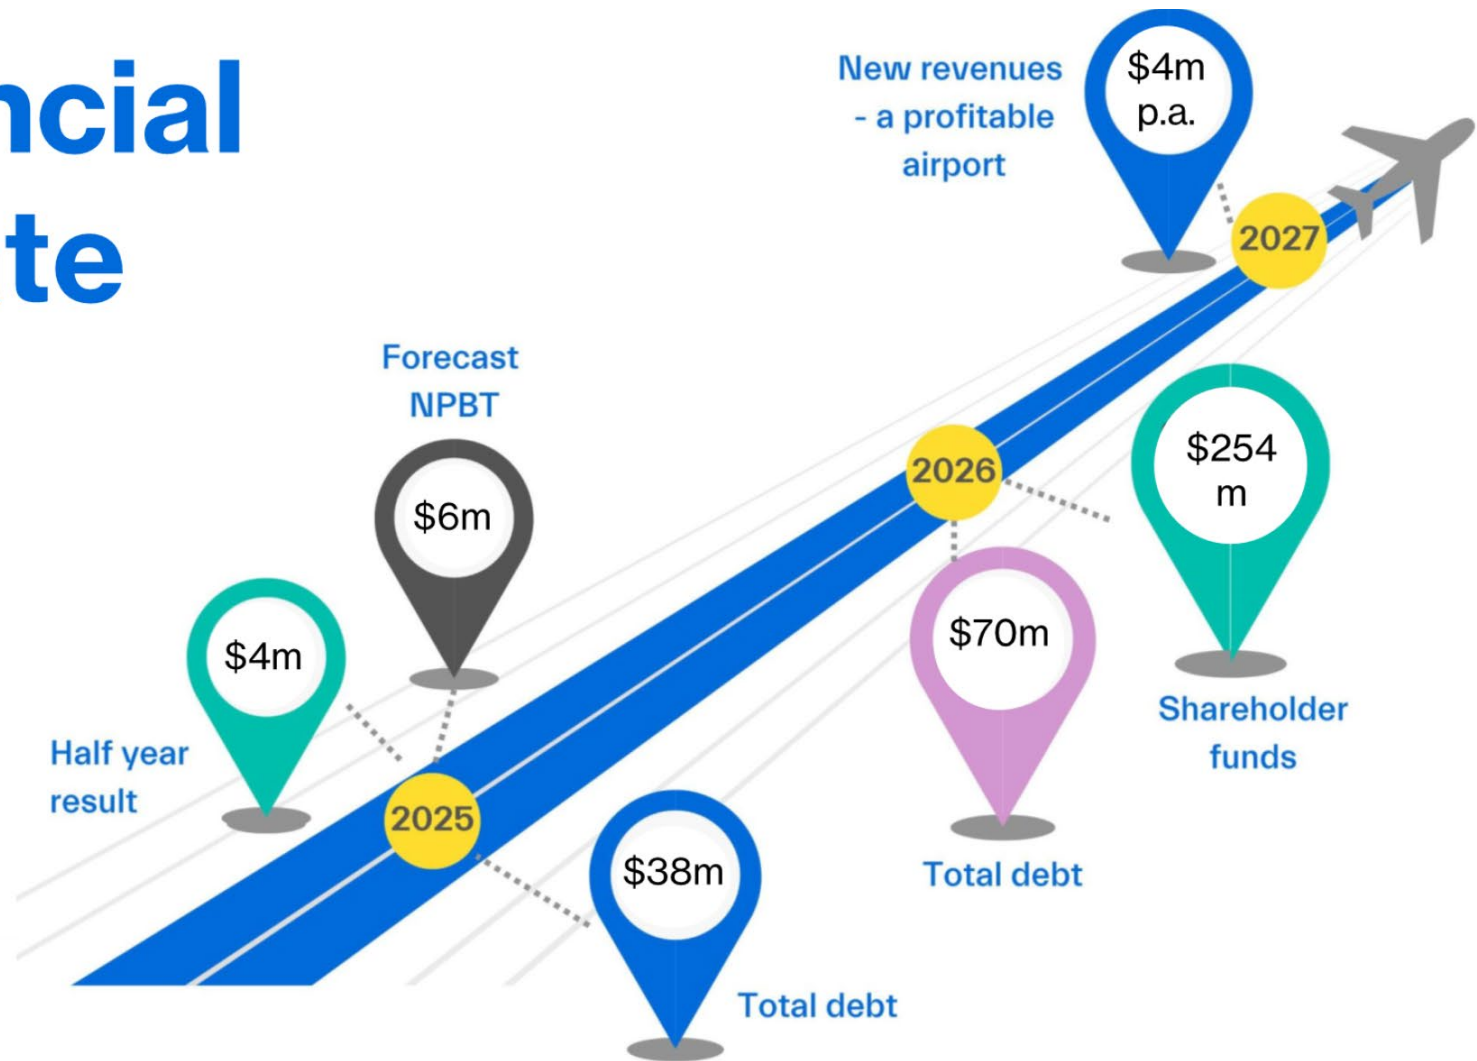 ncial
te
New revenues
- a profitable
airport
$4m
p.a.
2027
Forecast
NPBT
$6m
2026
$254
m
$4m
$70m
Half year
result
Shareholder
funds
2025
$38m
Total debt
Total debt